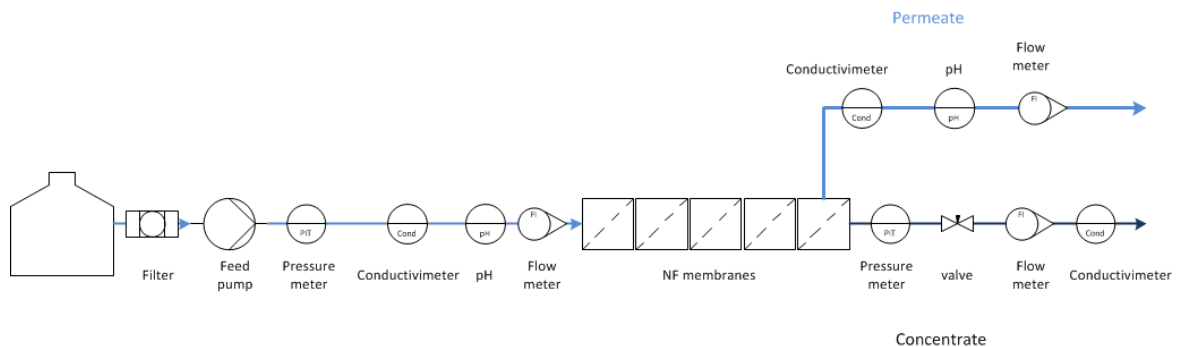 Permeate
Conductivimeter
pH
Flow
meter
Cond
pH
FI
PIT
Cond
pH
FI
PIT
FI
Cond
Filter
Feed
pump
Pressure
meter
Conductivimeter
pH
Flow
meter
NF membranes
Pressure
meter
valve
Flow
meter
Conductivimeter
Concentrate